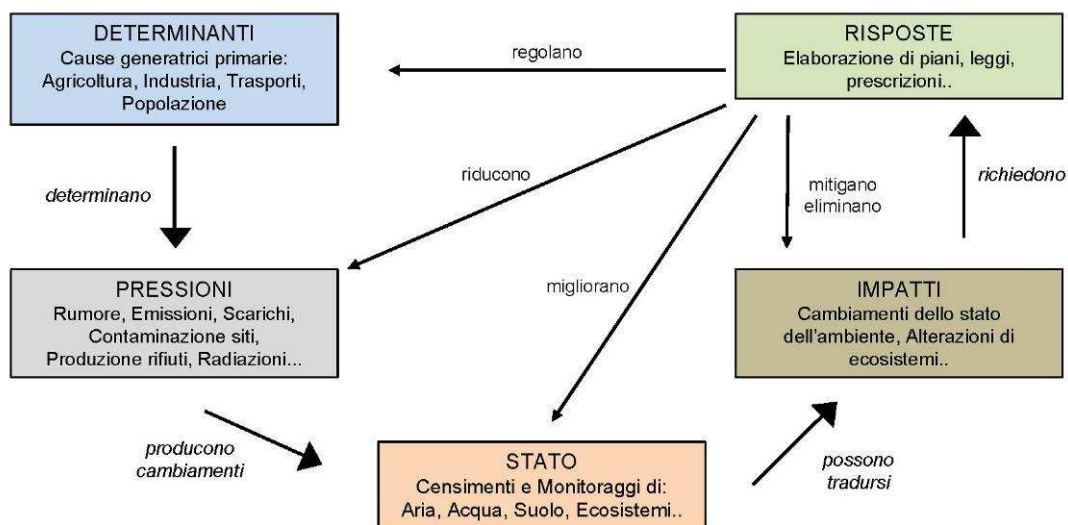 DETERMINANTI
Cause generatrici primarie:
Agricoltura, Industria, Trasporti,
Popolazione
regolano
RISPOSTE
Elaborazione di piani, leggi,
prescrizioni..
determinano
riducono
mitigano
eliminano
richiedono
PRESSIONI
Rumore, Emissioni, Scarichi,
Contaminazione siti,
Produzione rifiuti, Radiazioni...
migliorano
IMPATTI
Cambiamenti dello stato
dell'ambiente, Alterazioni di
ecosistemi..
producono
cambiamenti
STATO
Censimenti e Monitoraggi di:
Aria, Acqua, Suolo, Ecosistemi..
possono
tradursi